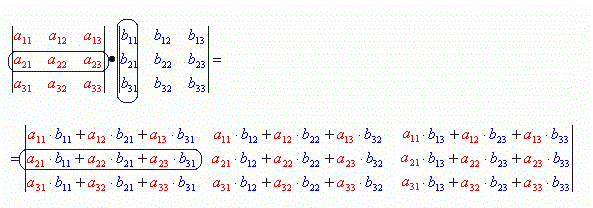 |a₁₁ a₁₂ a₁₃| |b₁₁ b₁₂ b₁₃|
|a₂₁ a₂₂ a₂₃| • |b₂₁ b₂₂ b₂₃| =
|a₃₁ a₃₂ a₃₃| |b₃₁ b₃₂ b₃₃|
|a₁₁·b₁₁+a₁₂·b₂₁+a₁₃·b₃₁ a₁₁·b₁₂+a₁₂·b₂₂+a₁₃·b₃₂ a₁₁·b₁₃+a₁₂·b₂₃+a₁₃·b₃₃|
=|a₂₁·b₁₁+a₂₂·b₂₁+a₂₃·b₃₁ a₂₁·b₁₂+a₂₂·b₂₂+a₂₃·b₃₂ a₂₁·b₁₃+a₂₂·b₂₃+a₂₃·b₃₃|
|a₃₁·b₁₁+a₃₂·b₂₁+a₃₃·b₃₁ a₃₁·b₁₂+a₃₂·b₂₂+a₃₃·b₃₂ a₃₁·b₁₃+a₃₂·b₂₃+a₃₃·b₃₃|